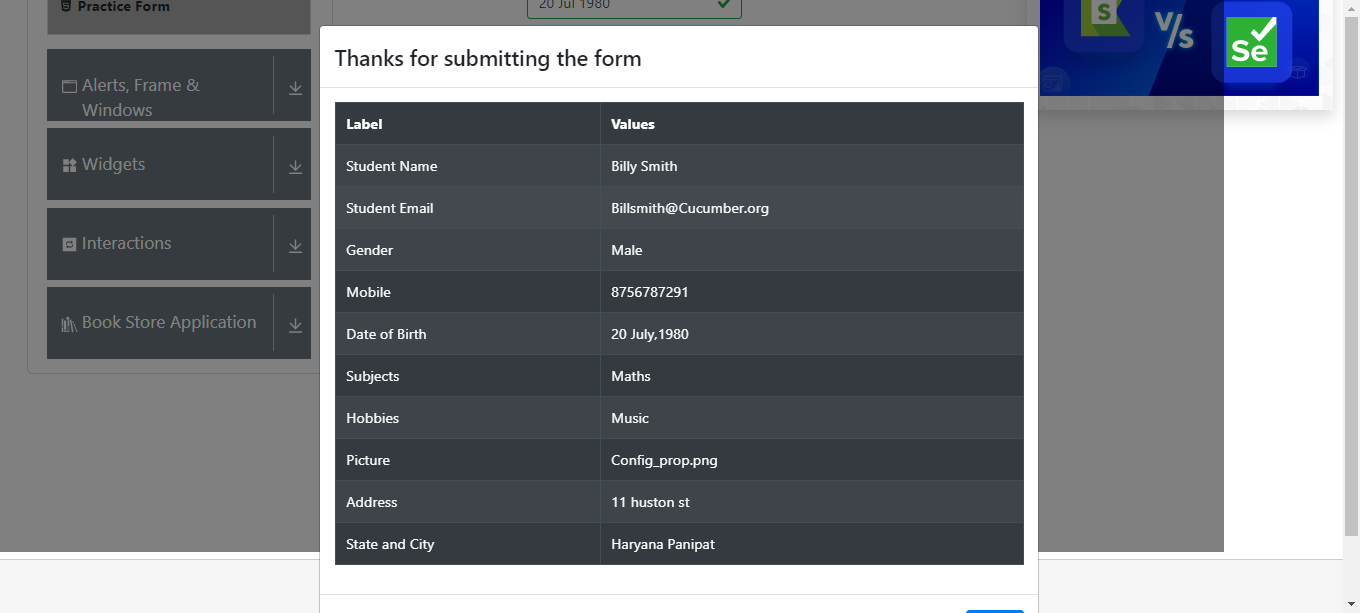 Practice Form
20 Jul 1980
Alerts, Frame &
Windows
Widgets
Interactions
Book Store Application
Thanks for submitting the form
Label Values
Student Name Billy Smith
Student Email Billsmith@Cucumber.org
Gender Male
Mobile 8756787291
Date of Birth 20 July,1980
Subjects Maths
Hobbies Music
Picture Config_prop.png
Address 11 huston st
State and City Haryana Panipat
S V/s Se